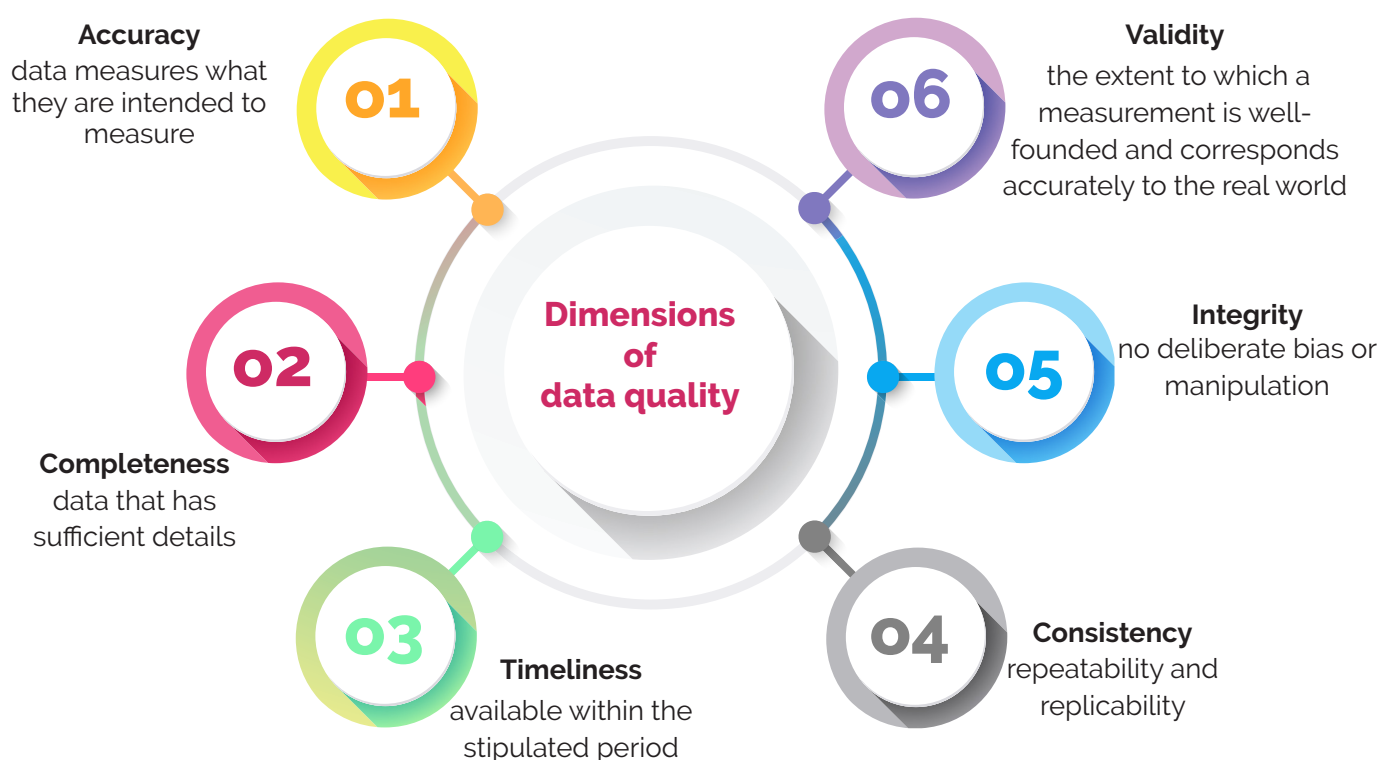 Accuracy
data measures what
they are intended to
measure
01
02
Completeness
data that has
sufficient details
03
Timeliness
available within the
stipulated period
Dimensions
of
data quality
06
Validity
the extent to which a
measurement is well-
founded and corresponds
accurately to the real world
05
Integrity
no deliberate bias or
manipulation
04
Consistency
repeatability and
replicability